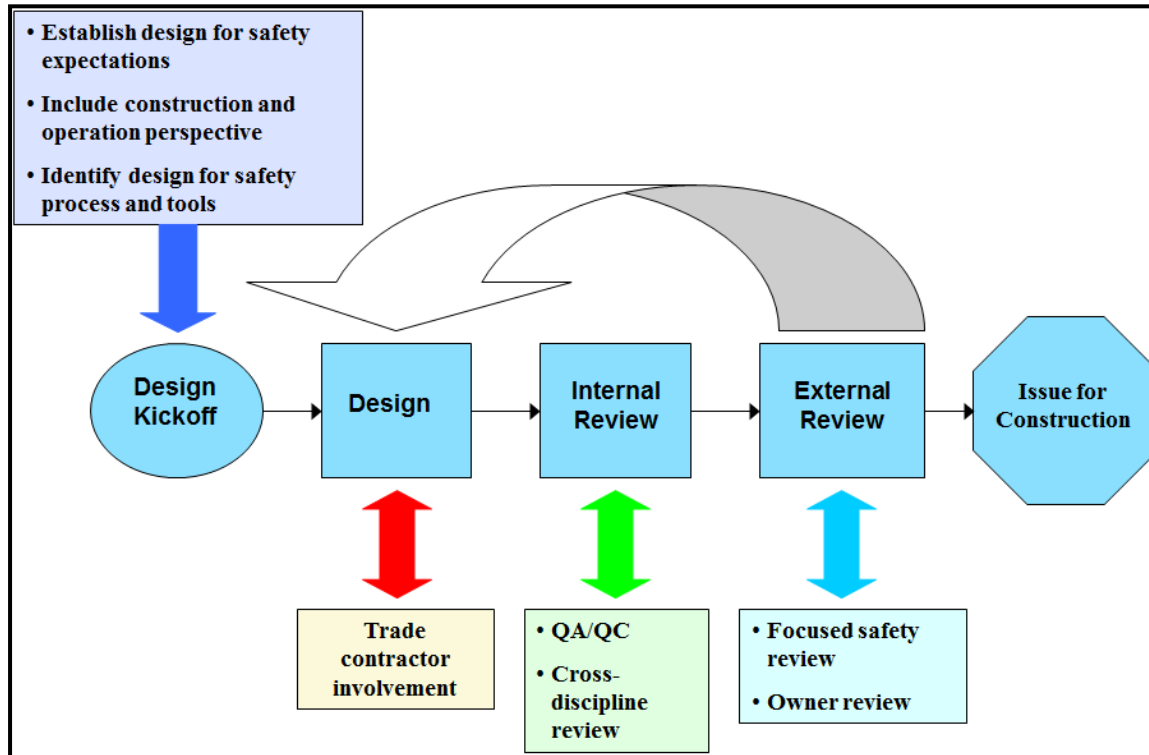 • Establish design for safety
expectations
• Include construction and
operation perspective
• Identify design for safety
process and tools
Design
Kickoff
Design
Internal
Review
External
Review
Issue for
Construction
Trade
contractor
involvement
• QA/QC
• Cross-
discipline
review
• Focused safety
review
• Owner review